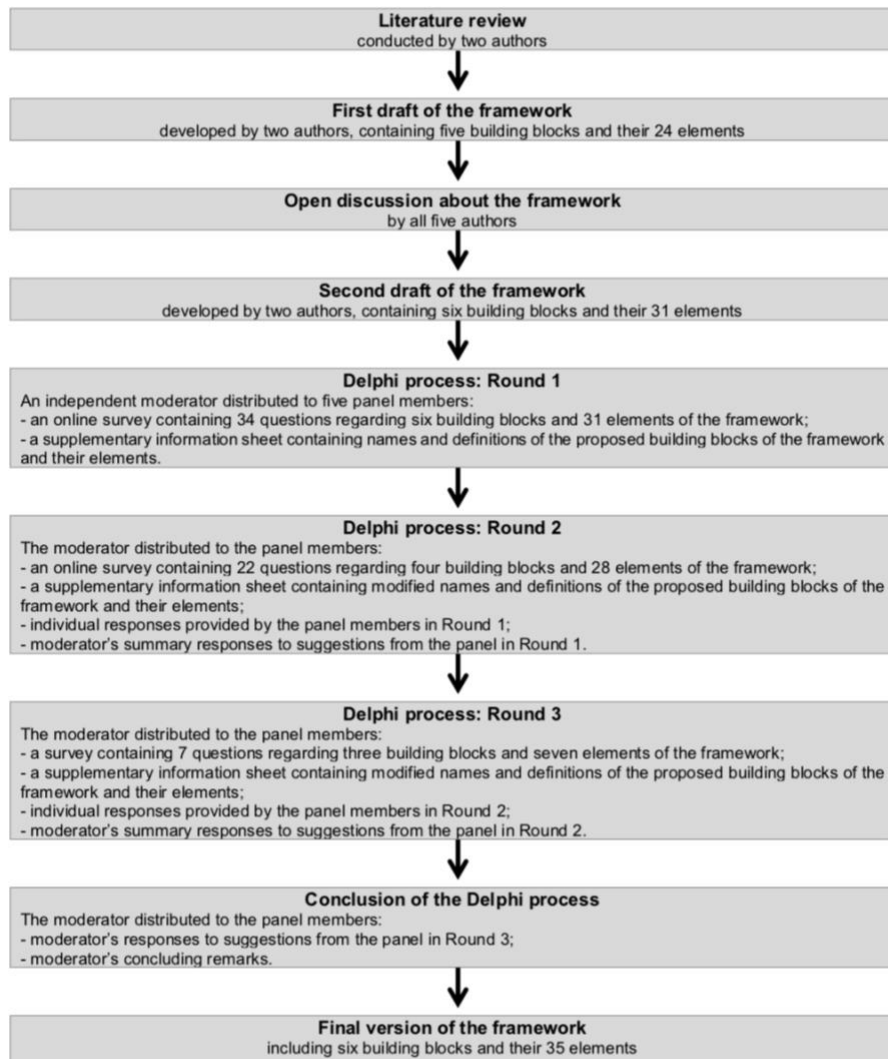 Literature review
conducted by two authors
First draft of the framework
developed by two authors, containing five building blocks and their 24 elements
Open discussion about the framework
by all five authors
Second draft of the framework
developed by two authors, containing six building blocks and their 31 elements
Delphi process: Round 1
An independent moderator distributed to five panel members:
- an online survey containing 34 questions regarding six building blocks and 31 elements of the framework;
- a supplementary information sheet containing names and definitions of the proposed building blocks of the framework
and their elements.
Delphi process: Round 2
The moderator distributed to the panel members:
- an online survey containing 22 questions regarding four building blocks and 28 elements of the framework;
- a supplementary information sheet containing modified names and definitions of the proposed building blocks of the
framework and their elements;
- individual responses provided by the panel members in Round 1;
- moderator's summary responses to suggestions from the panel in Round 1.
Delphi process: Round 3
The moderator distributed to the panel members:
- a survey containing 7 questions regarding three building blocks and seven elements of the framework;
- a supplementary information sheet containing modified names and definitions of the proposed building blocks of the
framework and their elements;
- individual responses provided by the panel members in Round 2;
- moderator's summary responses to suggestions from the panel in Round 2.
Conclusion of the Delphi process
The moderator distributed to the panel members:
- moderator's responses to suggestions from the panel in Round 3;
- moderator's concluding remarks.
Final version of the framework
including six building blocks and their 35 elements